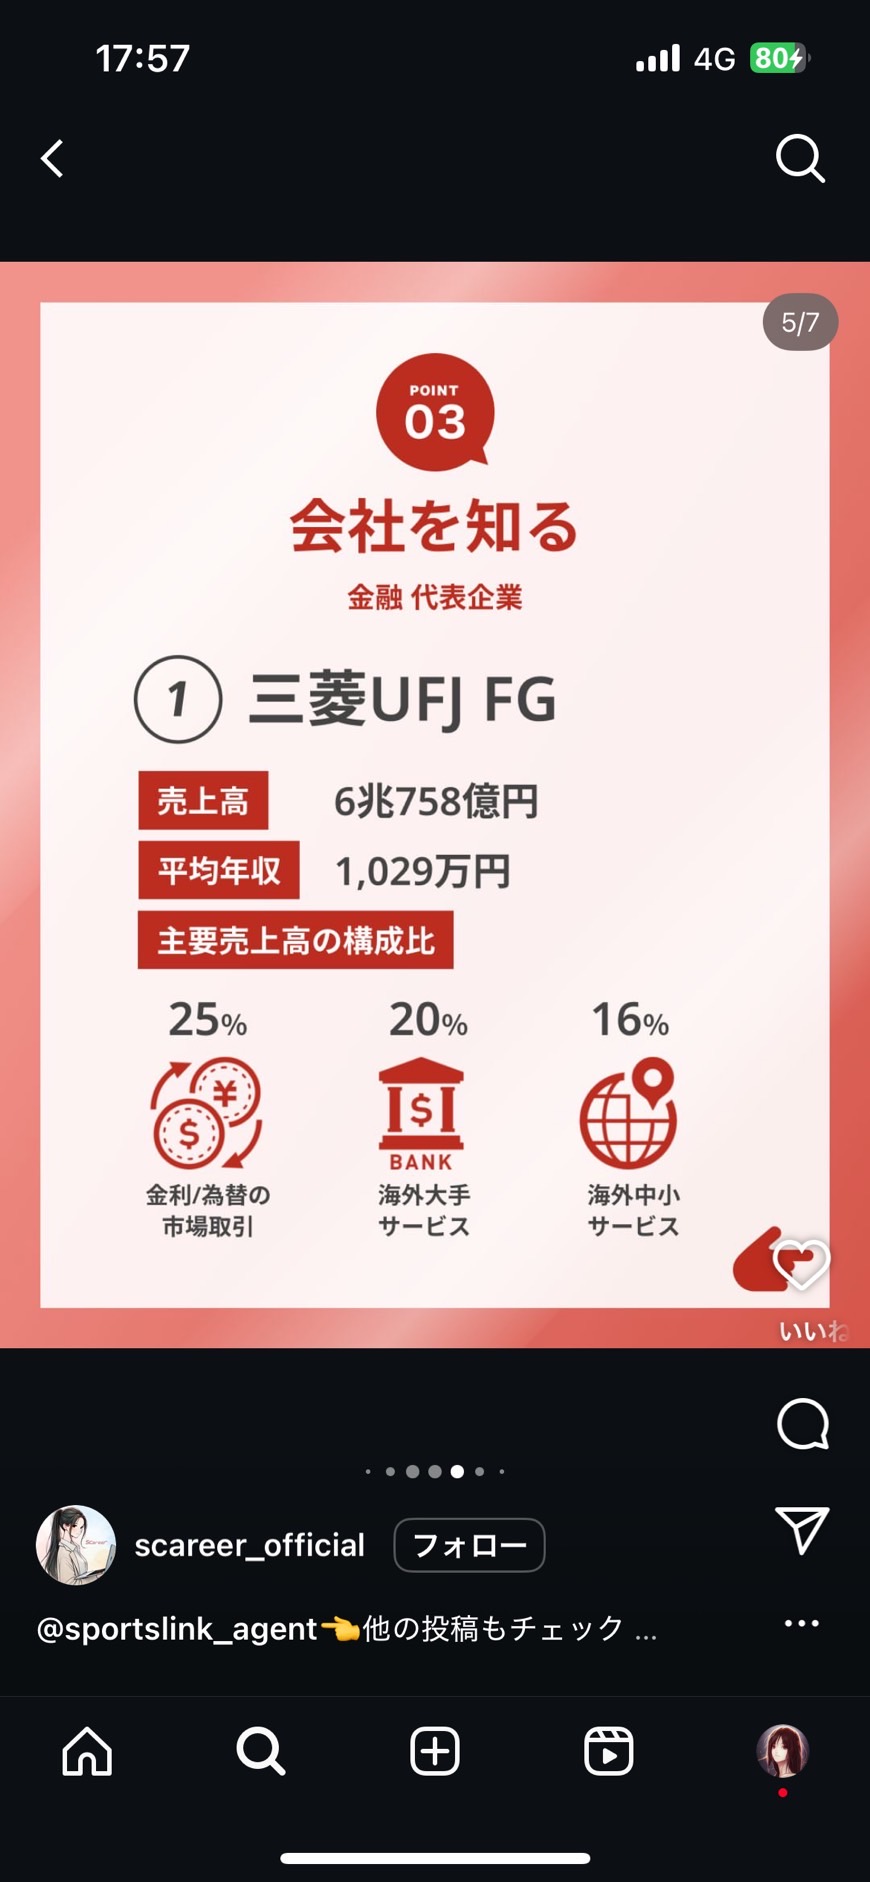 17:57
4G 80
5/7
POINT
03
会社を知る
金融 代表企業
1 三菱UFJ FG
売上高 6兆758億円
平均年収 1,029万円
主要売上高の構成比
25% 20% 16%
¥
$
$
BANK
金利/為替の 海外大手 海外中小
市場取引 サービス サービス
いいね
scareer_official フォロー
@sportslink_agent👈他の投稿もチェック ...